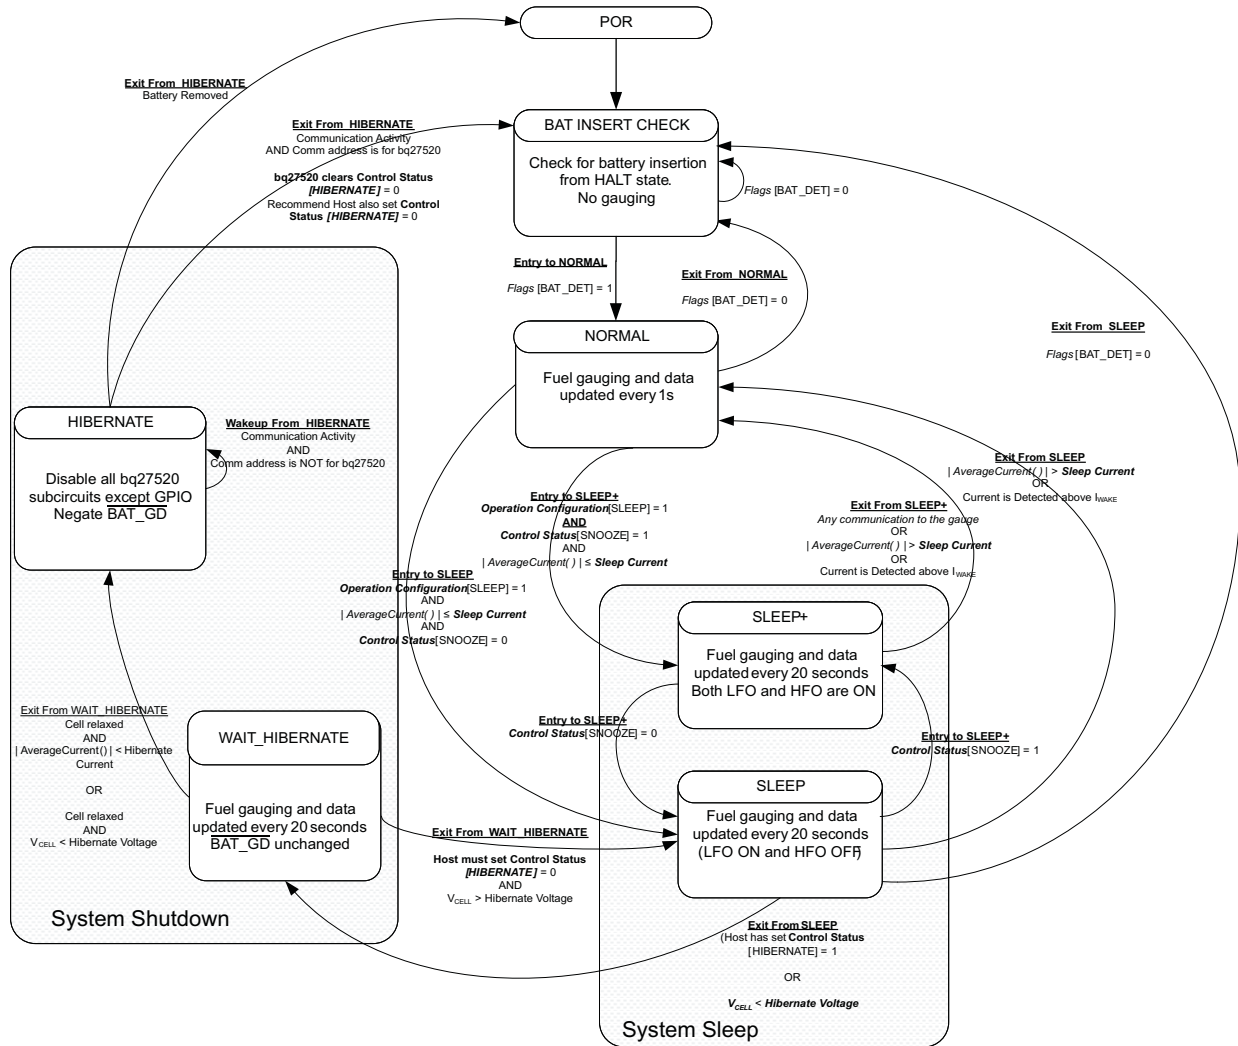 POR
Exit From HIBERNATE
Battery Removed
Exit From HIBERNATE
Communication Activity
AND Comm address is for bq27520
bq27520 clears Control Status
[HIBERNATE] = 0
Recommend Host also set Control
Status [HIBERNATE] = 0
BAT INSERT CHECK
Check for battery insertion
from HALT state.
No gauging
Flags [BAT_DET] = 0
Entry to NORMAL
Flags [BAT_DET] = 1
Exit From NORMAL
Flags [BAT_DET] = 0
Exit From SLEEP
Flags [BAT_DET] = 0
NORMAL
Fuel gauging and data
updated every 1s
HIBERNATE
Disable all bq27520
subcircuits except GPIO
Negate BAT_GD
Wakeup From HIBERNATE
Communication Activity
AND
Comm address is NOT for bq27520
Exit From SLEEP
| AverageCurrent( ) | > Sleep Current
OR
Current is Detected above IWAKE
Entry to SLEEP+
Operation Configuration[SLEEP] = 1
AND
Control Status[SNOOZE] = 1
AND
| AverageCurrent( ) | ≤ Sleep Current
Exit From SLEEP+
Any communication to the gauge
OR
| AverageCurrent( ) | > Sleep Current
OR
Current is Detected above IWAKE
Entry to SLEEP
Operation Configuration[SLEEP] = 1
AND
| AverageCurrent( ) | ≤ Sleep Current
AND
Control Status[SNOOZE] = 0
SLEEP+
Fuel gauging and data
updated every 20 seconds
Both LFO and HFO are ON
Entry to SLEEP+
Control Status[SNOOZE] = 0
Entry to SLEEP+
Control Status[SNOOZE] = 1
SLEEP
Fuel gauging and data
updated every 20 seconds
(LFO ON and HFO OFF)
Exit From WAIT_HIBERNATE
Cell relaxed
AND
| AverageCurrent() | < Hibernate
Current
OR
Cell relaxed
AND
VCELL < Hibernate Voltage
WAIT_HIBERNATE
Fuel gauging and data
updated every 20 seconds
BAT_GD unchanged
Exit From WAIT_HIBERNATE
Host must set Control Status
[HIBERNATE] = 0
AND
VCELL > Hibernate Voltage
System Shutdown
Exit From SLEEP
(Host has set Control Status
[HIBERNATE] = 1
OR
VCELL < Hibernate Voltage
System Sleep